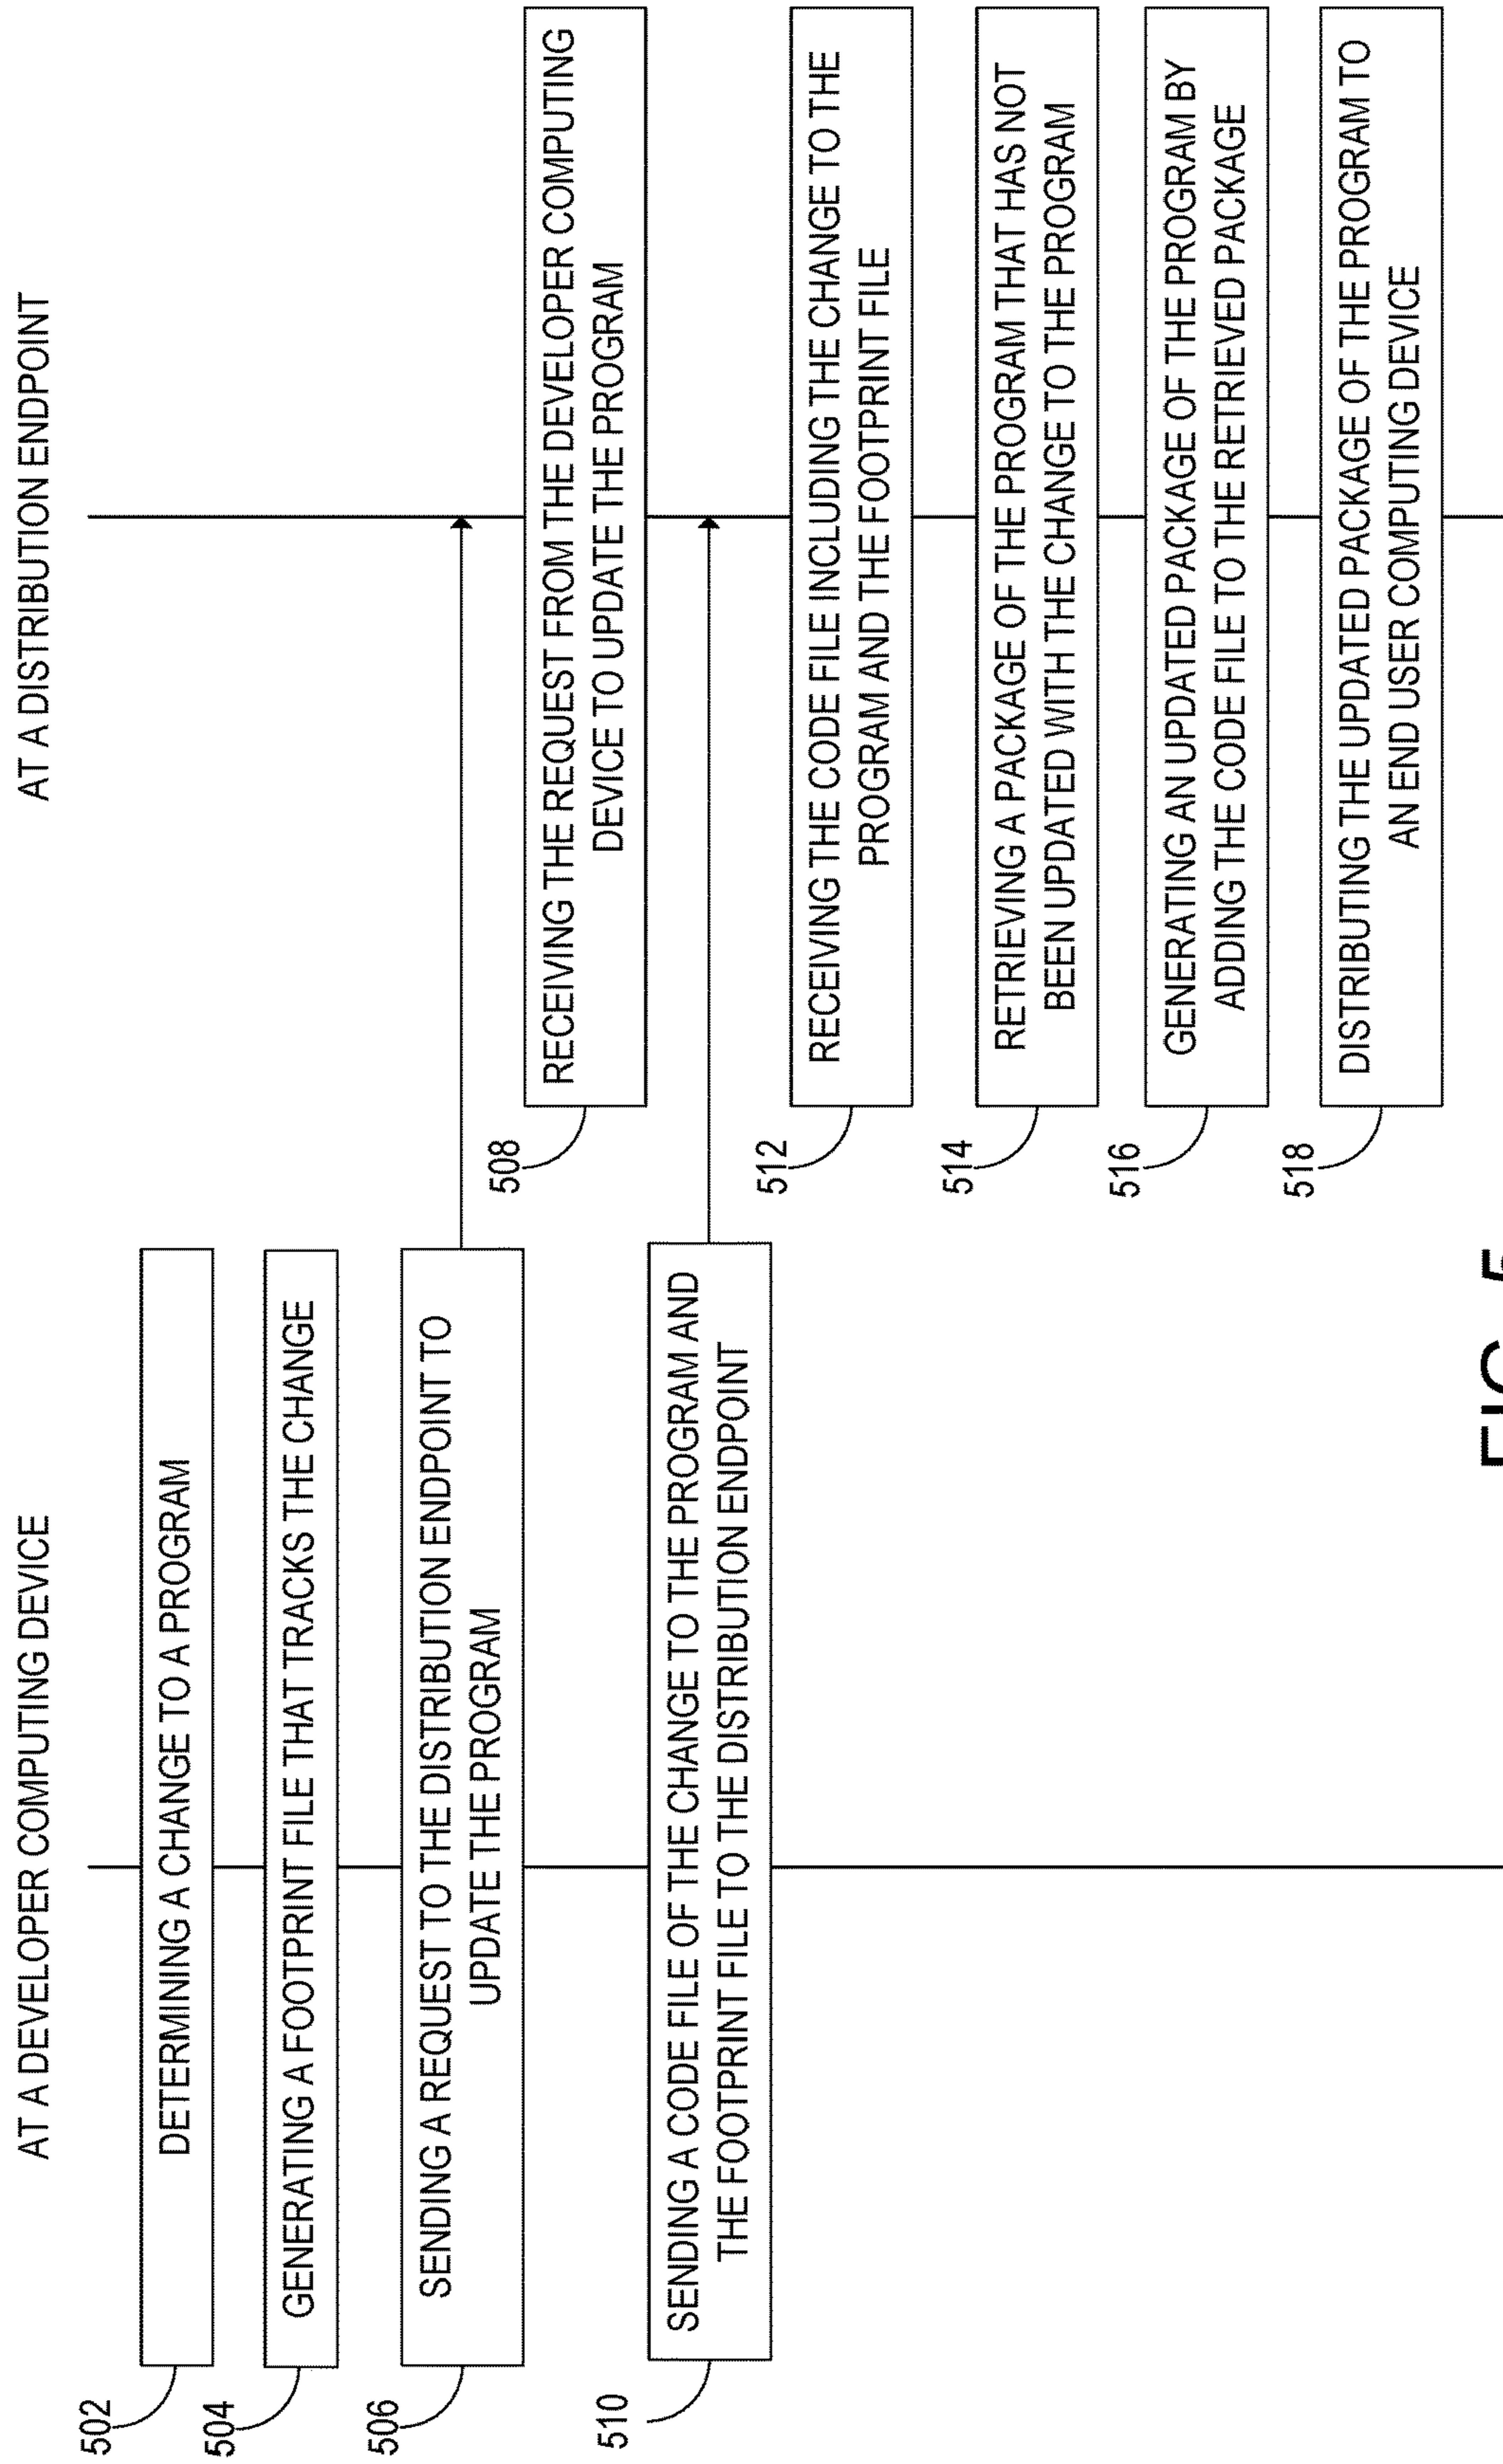 AT A DEVELOPER COMPUTING DEVICE
AT A DISTRIBUTION ENDPOINT
502
DETERMINING A CHANGE TO A PROGRAM
504
GENERATING A FOOTPRINT FILE THAT TRACKS THE CHANGE
506
SENDING A REQUEST TO THE DISTRIBUTION ENDPOINT TO
UPDATE THE PROGRAM
508
RECEIVING THE REQUEST FROM THE DEVELOPER COMPUTING
DEVICE TO UPDATE THE PROGRAM
510
SENDING A CODE FILE OF THE CHANGE TO THE PROGRAM AND
THE FOOTPRINT FILE TO THE DISTRIBUTION ENDPOINT
512
RECEIVING THE CODE FILE INCLUDING THE CHANGE TO THE
PROGRAM AND THE FOOTPRINT FILE
514
RETRIEVING A PACKAGE OF THE PROGRAM THAT HAS NOT
BEEN UPDATED WITH THE CHANGE TO THE PROGRAM
516
GENERATING AN UPDATED PACKAGE OF THE PROGRAM BY
ADDING THE CODE FILE TO THE RETRIEVED PACKAGE
518
DISTRIBUTING THE UPDATED PACKAGE OF THE PROGRAM TO
AN END USER COMPUTING DEVICE